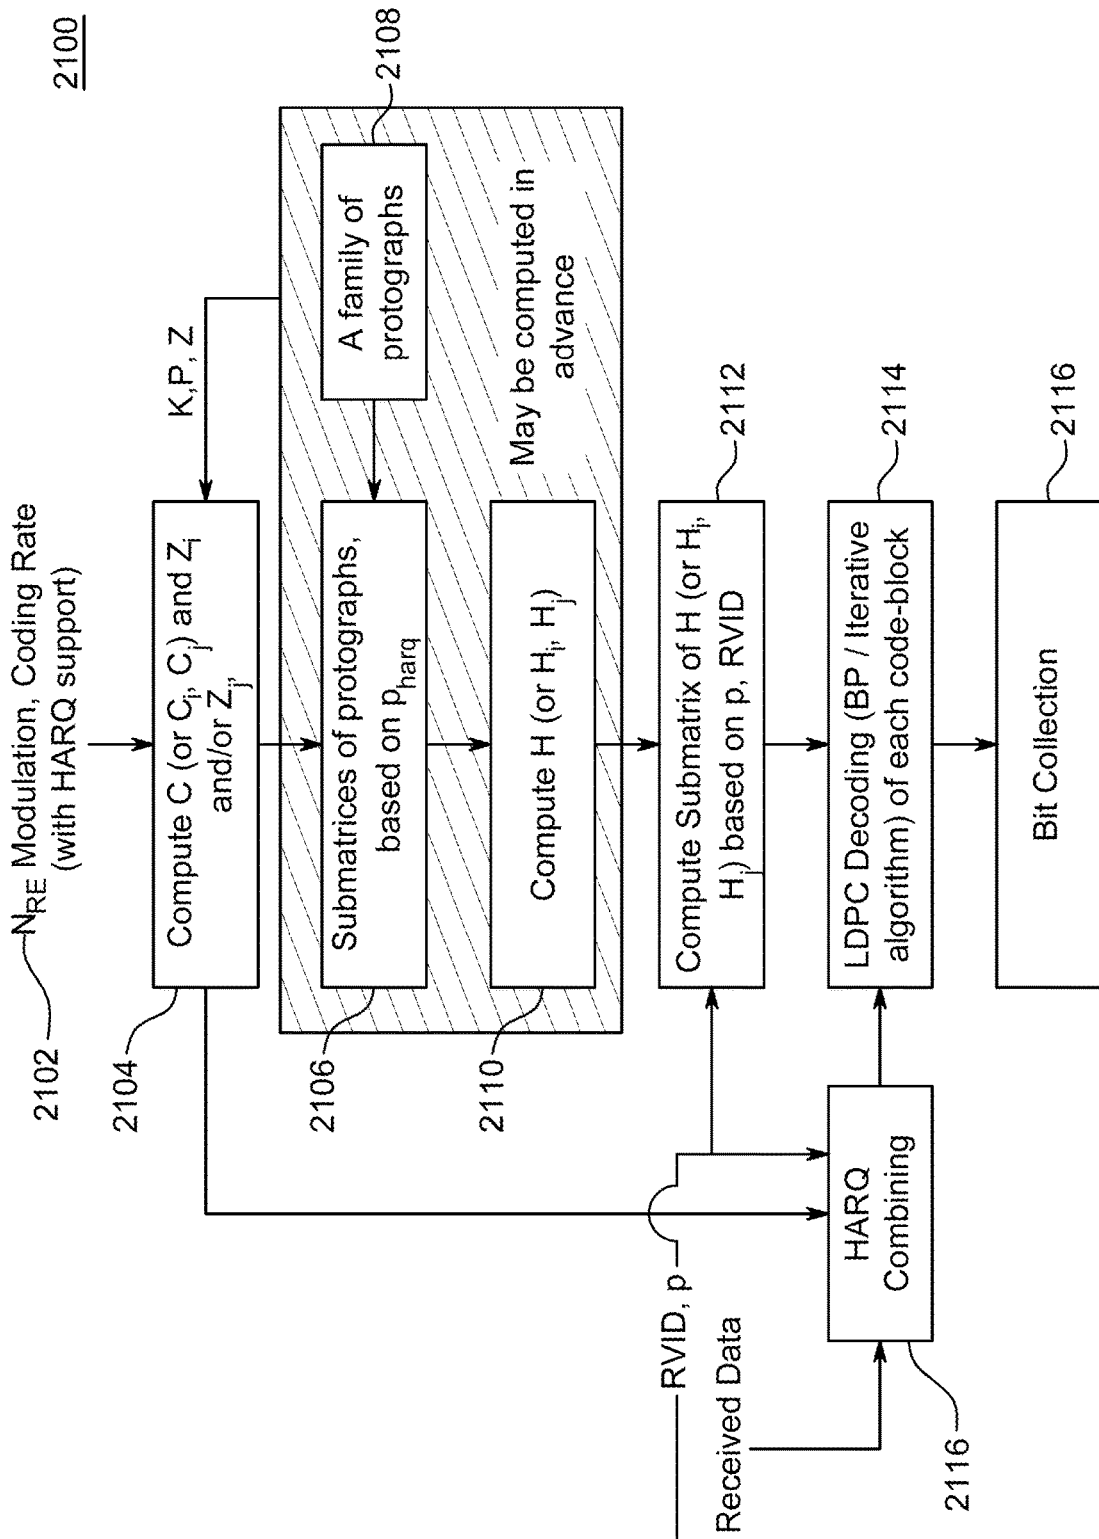 2100
2102
N_RE Modulation, Coding Rate
(with HARQ support)
K,P, Z
2104
Compute C (or C_i, C_j) and Z_i
and/or Z_j,
2106
Submatrices of protographs,
based on p_harq
A family of
protographs
2108
2110
Compute H (or H_i, H_j)
May be computed in
advance
RVID, p
Compute Submatrix of H (or H_i,
H_j) based on p, RVID
2112
Received Data
HARQ
Combining
2116
LDPC Decoding (BP / Iterative
algorithm) of each code-block
2114
Bit Collection
2116